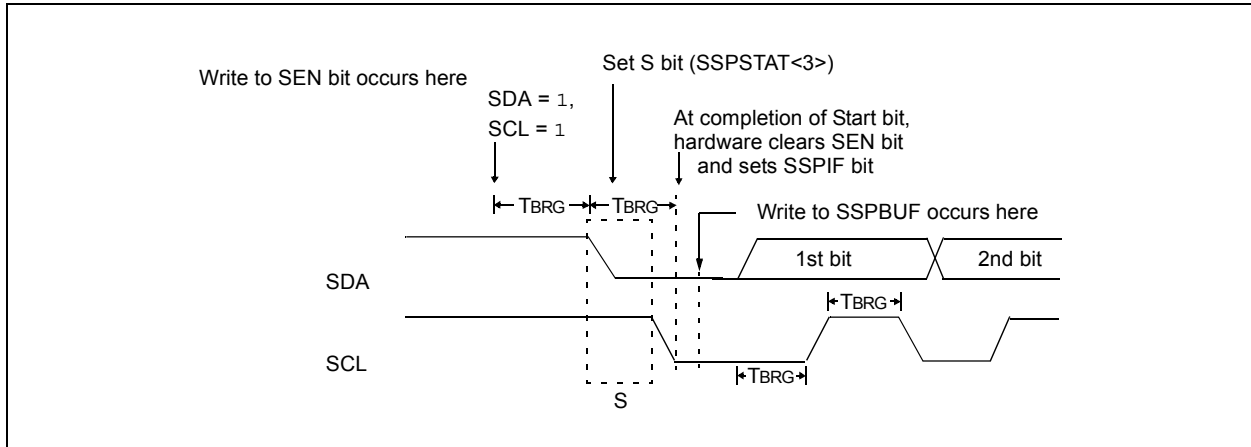 Write to SEN bit occurs here
Set S bit (SSPSTAT<3>)
SDA = 1,
SCL = 1
At completion of Start bit,
hardware clears SEN bit
and sets SSPIF bit
TBRG
TBRG
Write to SSPBUF occurs here
SDA
1st bit
2nd bit
TBRG
SCL
TBRG
S